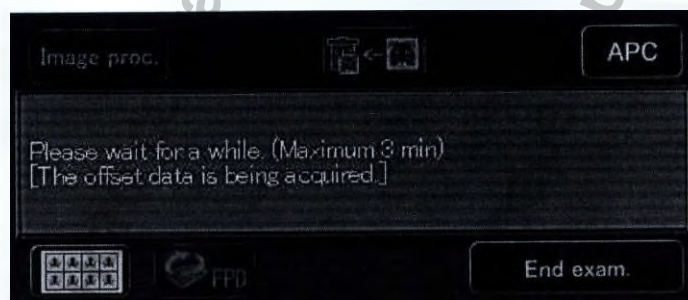 Image proc.
APC
Please wait for a while. (Maximum 3 min)
[The offset data is being acquired.]
FPD
End exam.